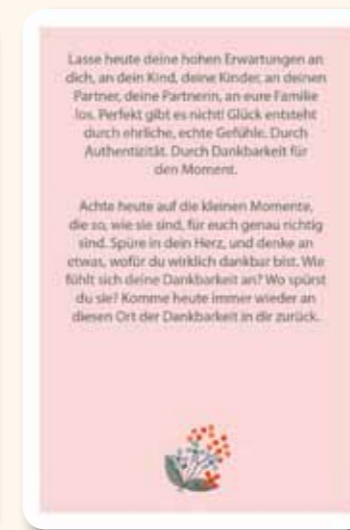 Lasse heute deine hohen Erwartungen an
dich, an dein Kind, deine Kinder, an deinen
Partner, deine Partnerin, an eure Familie
los. Perfekt gibt es nicht! Glück entsteht
durch ehrliche, echte Gefühle. Durch
Authentizität. Durch Dankbarkeit für
den Moment.
Achte heute auf die kleinen Momente,
die so, wie sie sind, für euch genau richtig
sind. Spüre in dein Herz, und denke an
etwas, wofür du wirklich dankbar bist. Wie
fühlt sich deine Dankbarkeit an? Wo spürst
du sie? Komme heute immer wieder an
diesen Ort der Dankbarkeit in dir zurück.